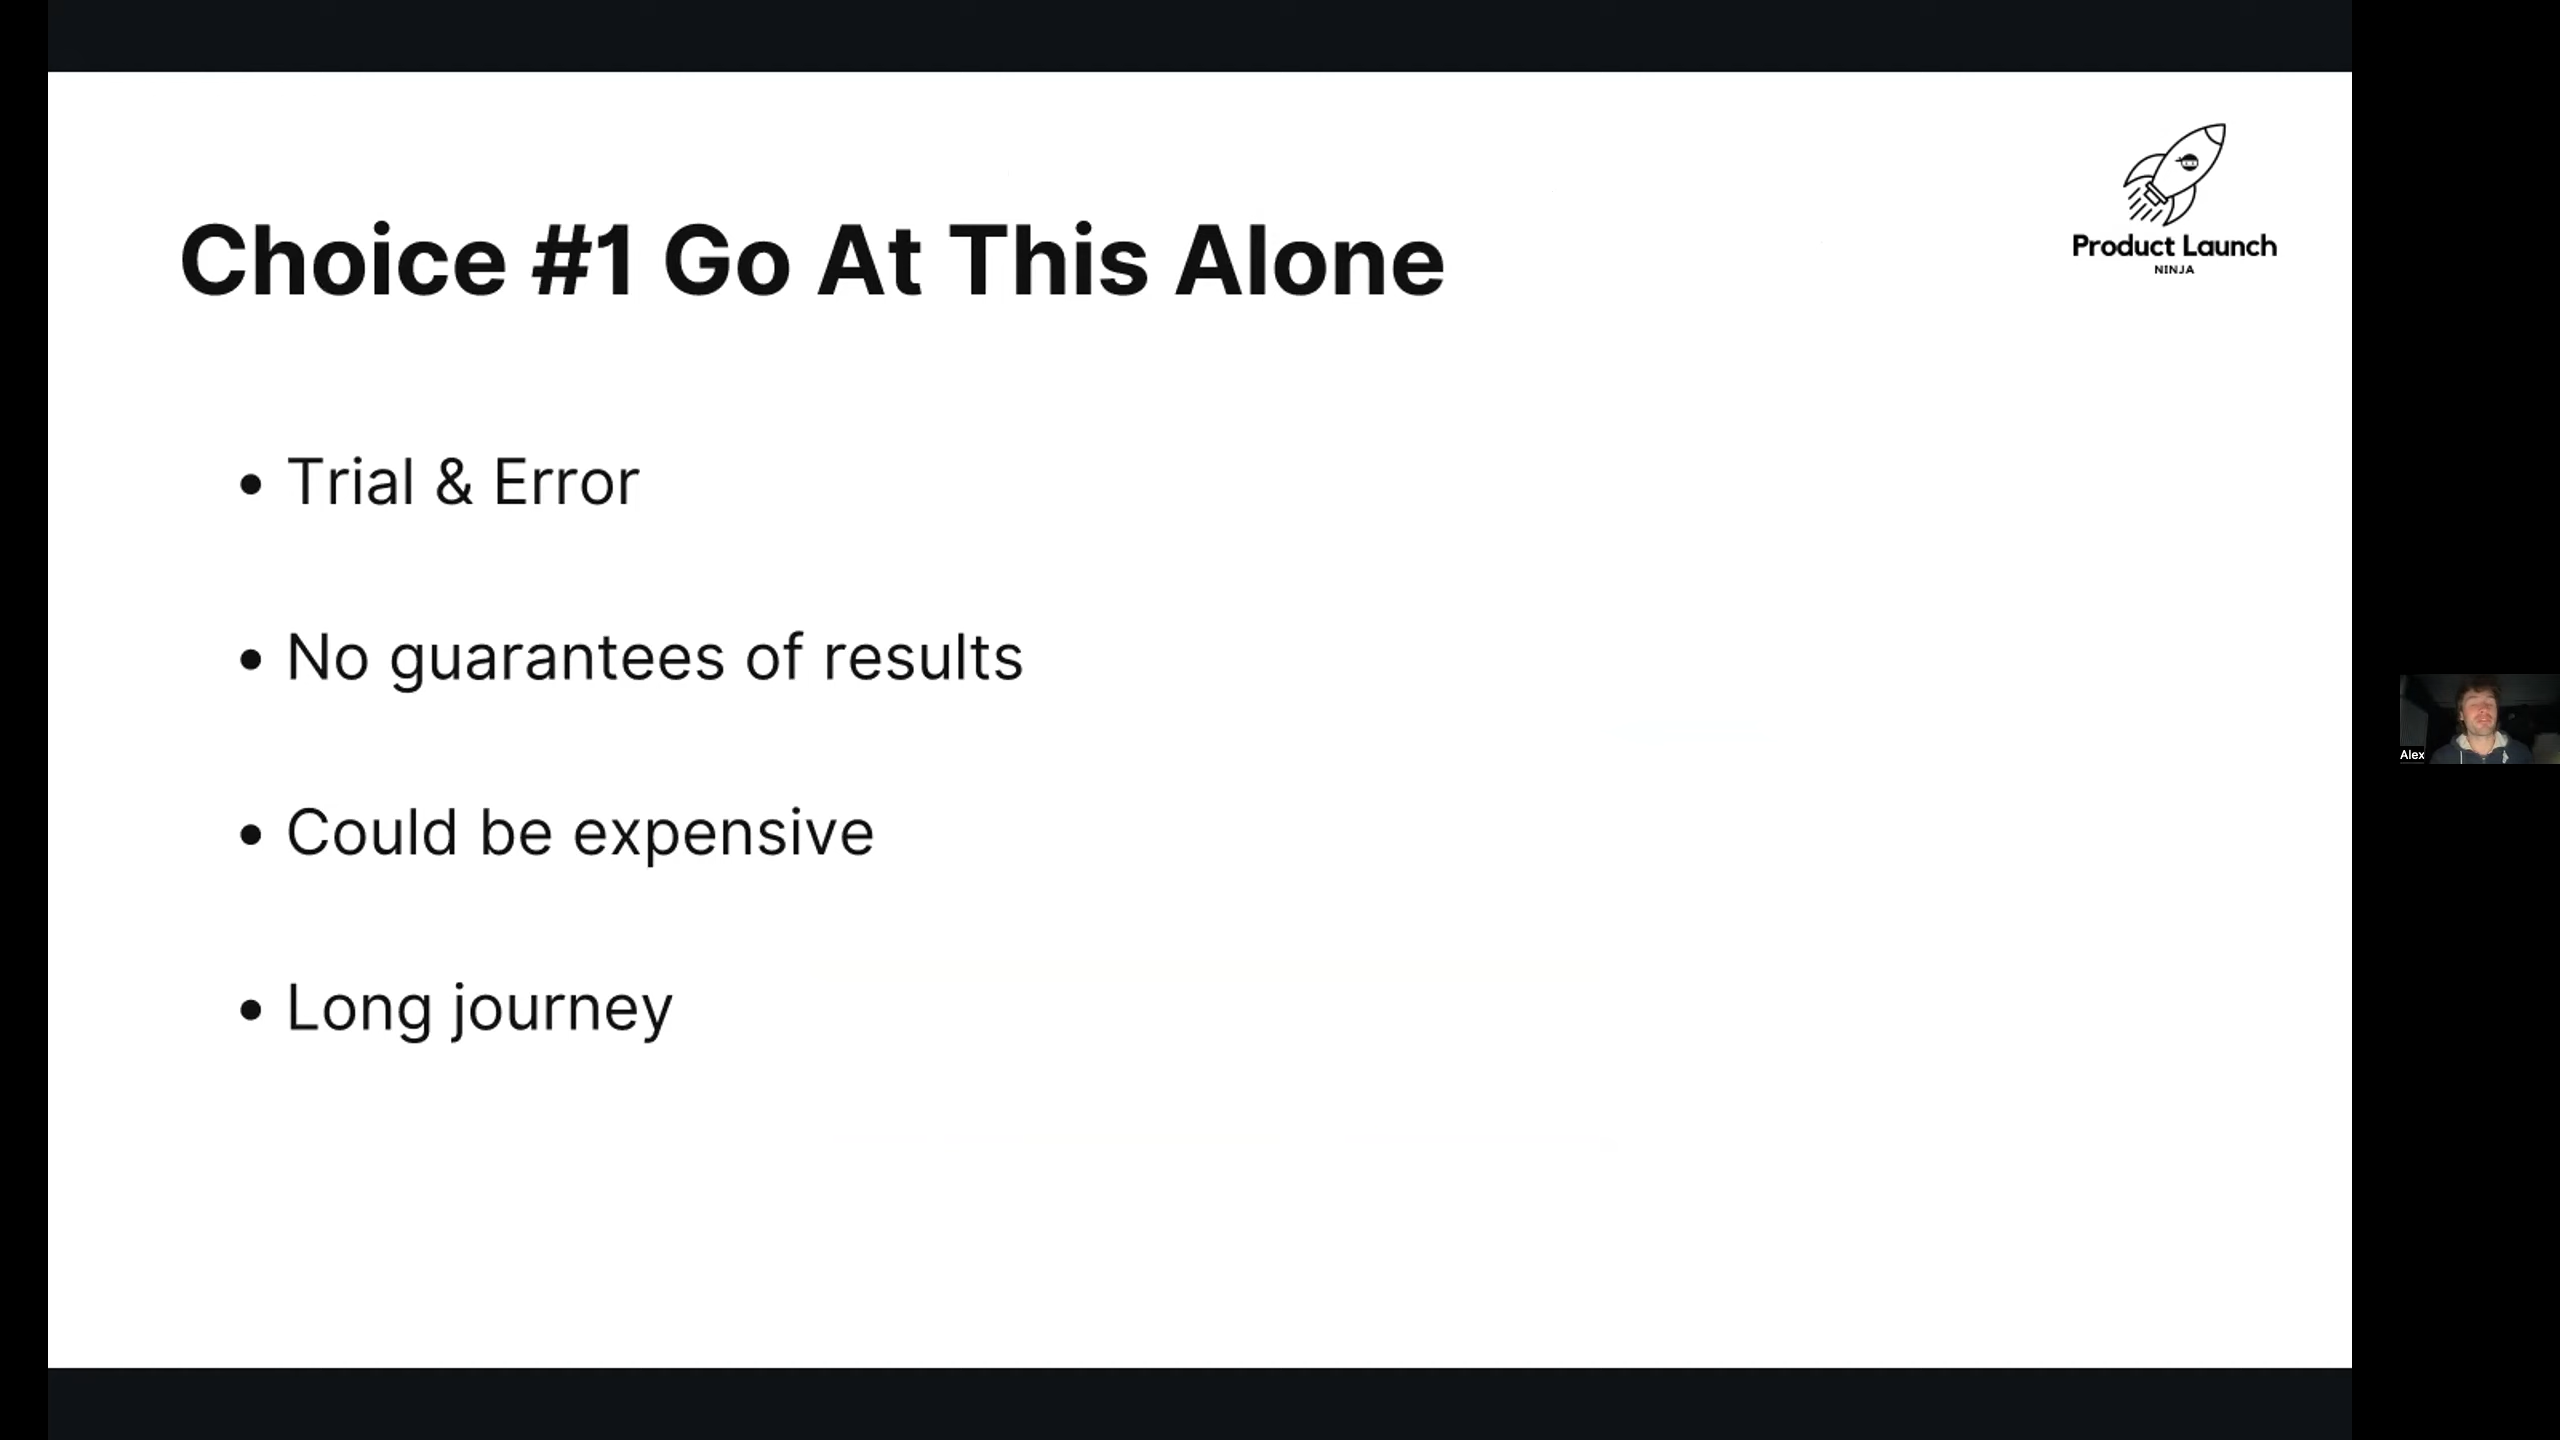 Product Launch
NINJA
Choice #1 Go At This Alone
• Trial & Error
• No guarantees of results
• Could be expensive
• Long journey
Alex